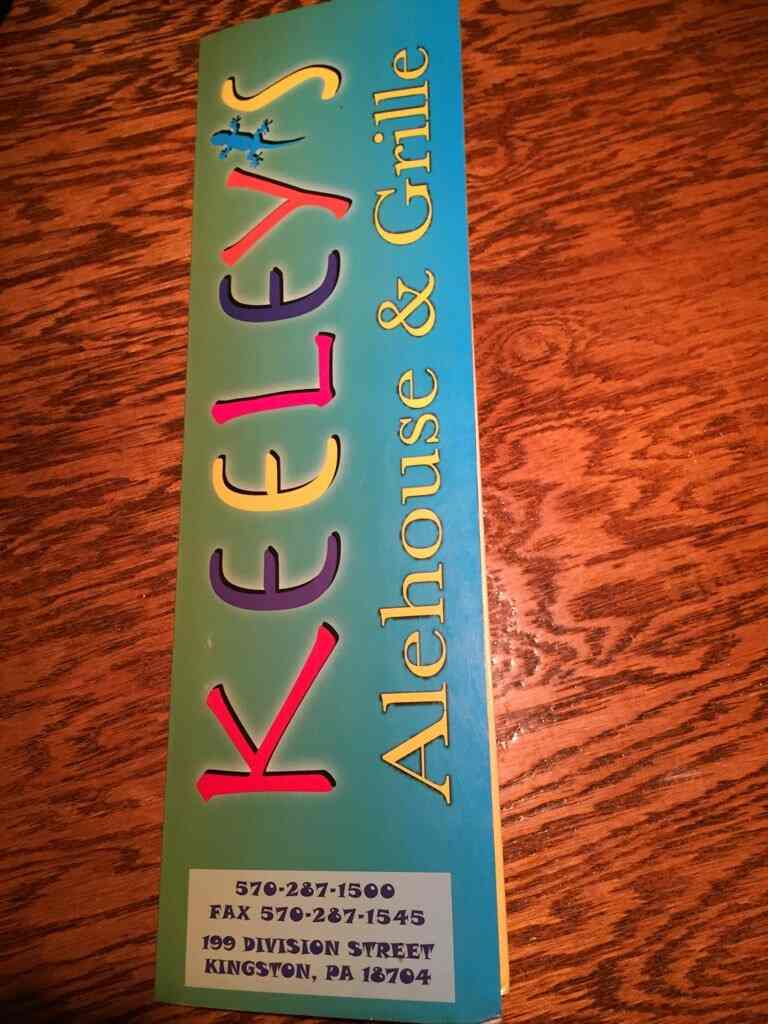 KEELEY'S
Alehouse & Grille
570-287-1500
FAX 570-287-1545
199 DIVISION STREET
KINGSTON, PA 18704